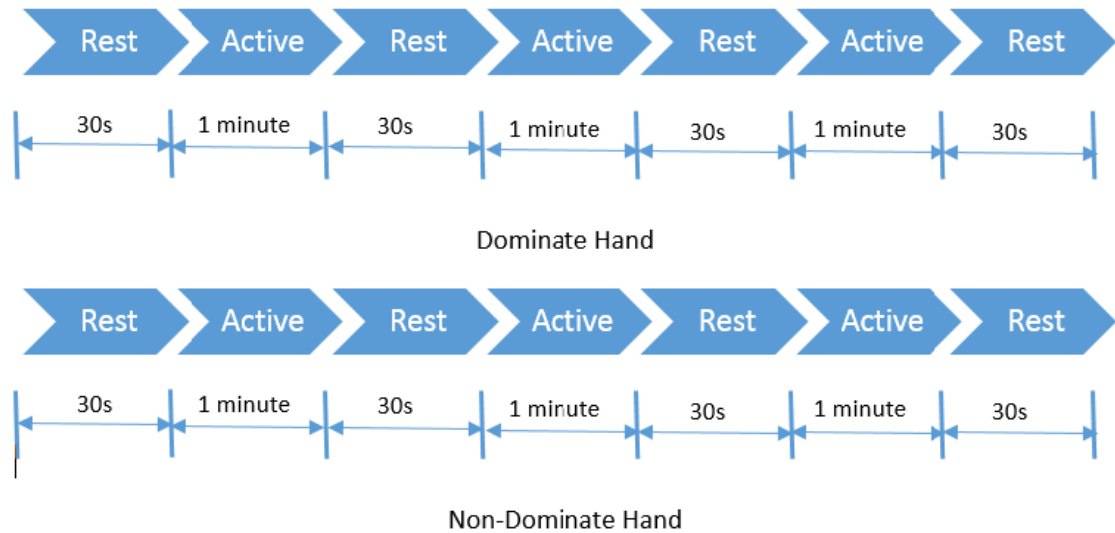 Rest Active Rest Active Rest Active Rest
30s 1 minute 30s 1 minute 30s 1 minute 30s
Dominate Hand
Rest Active Rest Active Rest Active Rest
30s 1 minute 30s 1 minute 30s 1 minute 30s
Non-Dominate Hand